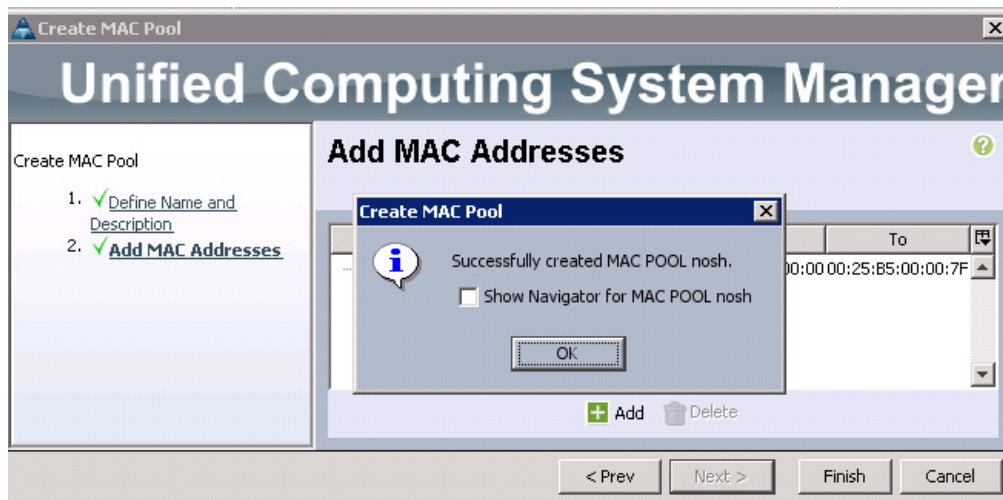 Create MAC Pool
Unified Computing System Manager
Create MAC Pool
1. Define Name and
Description
2. Add MAC Addresses
Add MAC Addresses
To
00:00 00:25:B5:00:00:7F
Create MAC Pool
Successfully created MAC POOL nosh.
Show Navigator for MAC POOL nosh
OK
Add
Delete
< Prev
Next >
Finish
Cancel